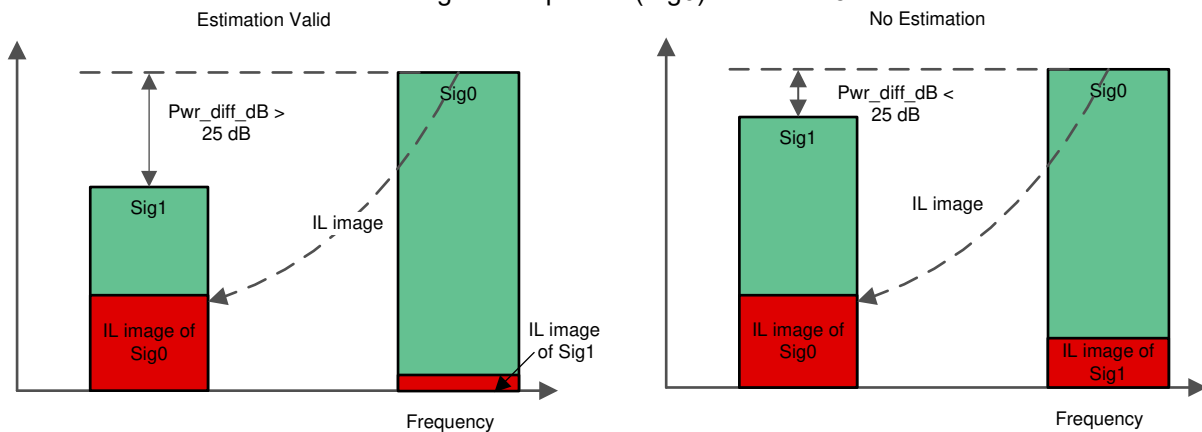 Estimation Valid
Sig0
Pwr_diff_dB >
25 dB
Sig1
IL image
IL image of
Sig0
IL image
of Sig1
Frequency
No Estimation
Sig0
Pwr_diff_dB <
25 dB
Sig1
IL image
IL image of
Sig0
IL image of
Sig1
Frequency